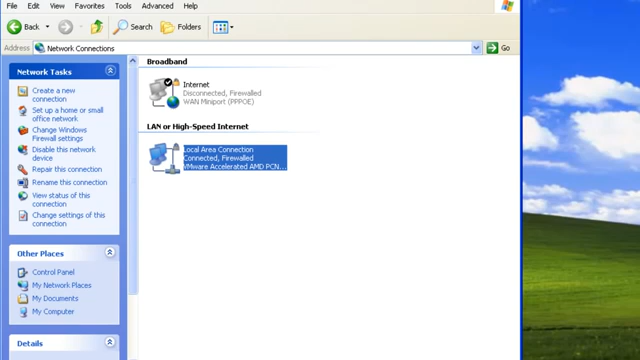 File Edit View Favorites Tools Advanced Help
Back Search Folders
Address Network Connections Go
Network Tasks
Create a new
connection
Set up a home or small
office network
Change Windows
Firewall settings
Disable this network
device
Repair this connection
Rename this connection
View status of this
connection
Change settings of this
connection
Other Places
Control Panel
My Network Places
My Documents
My Computer
Details
Broadband
Internet
Disconnected, Firewalled
WAN Miniport (PPPOE)
LAN or High-Speed Internet
Local Area Connection
Connected, Firewalled
VMware Accelerated AMD PCN...